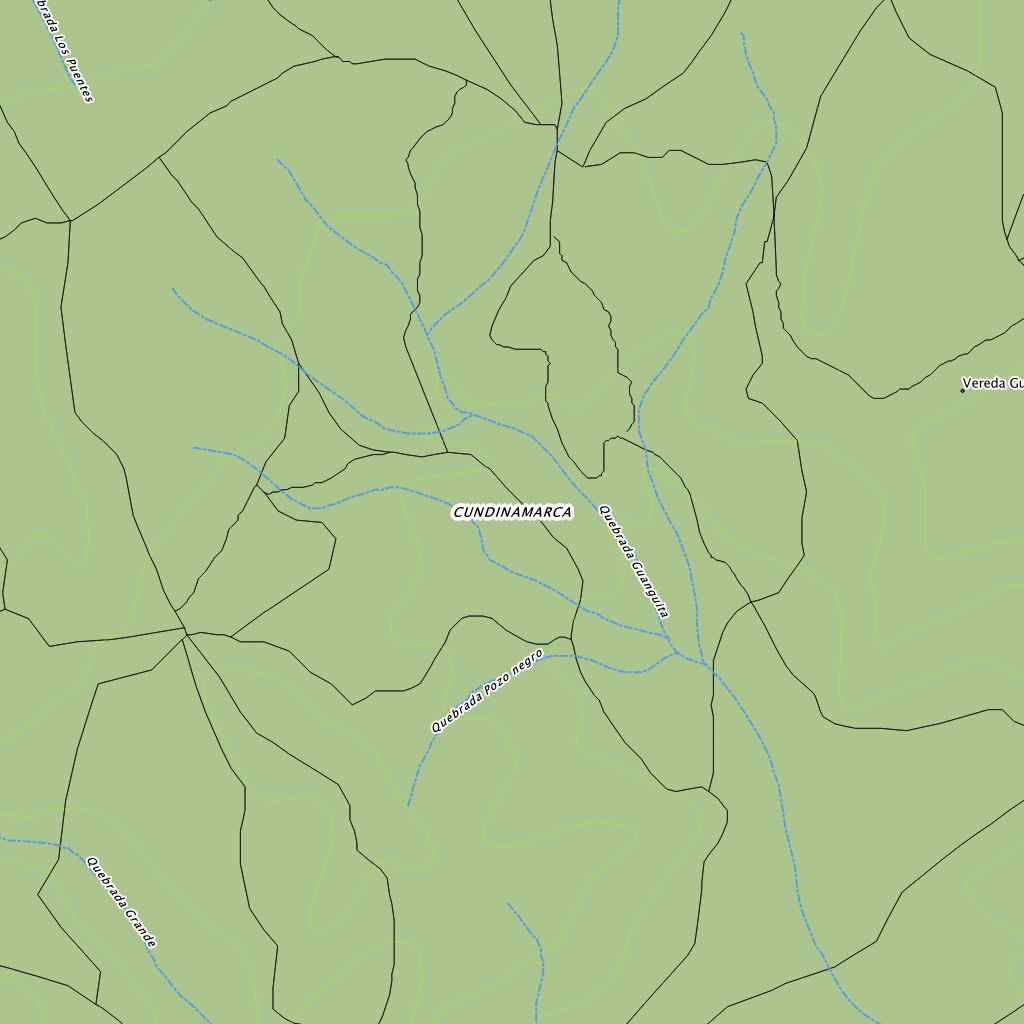 brada Los Puentes
Vereda Gu
CUNDINAMARCA
Quebrada Guanguita
Quebrada Pozo negro
Quebrada Grande